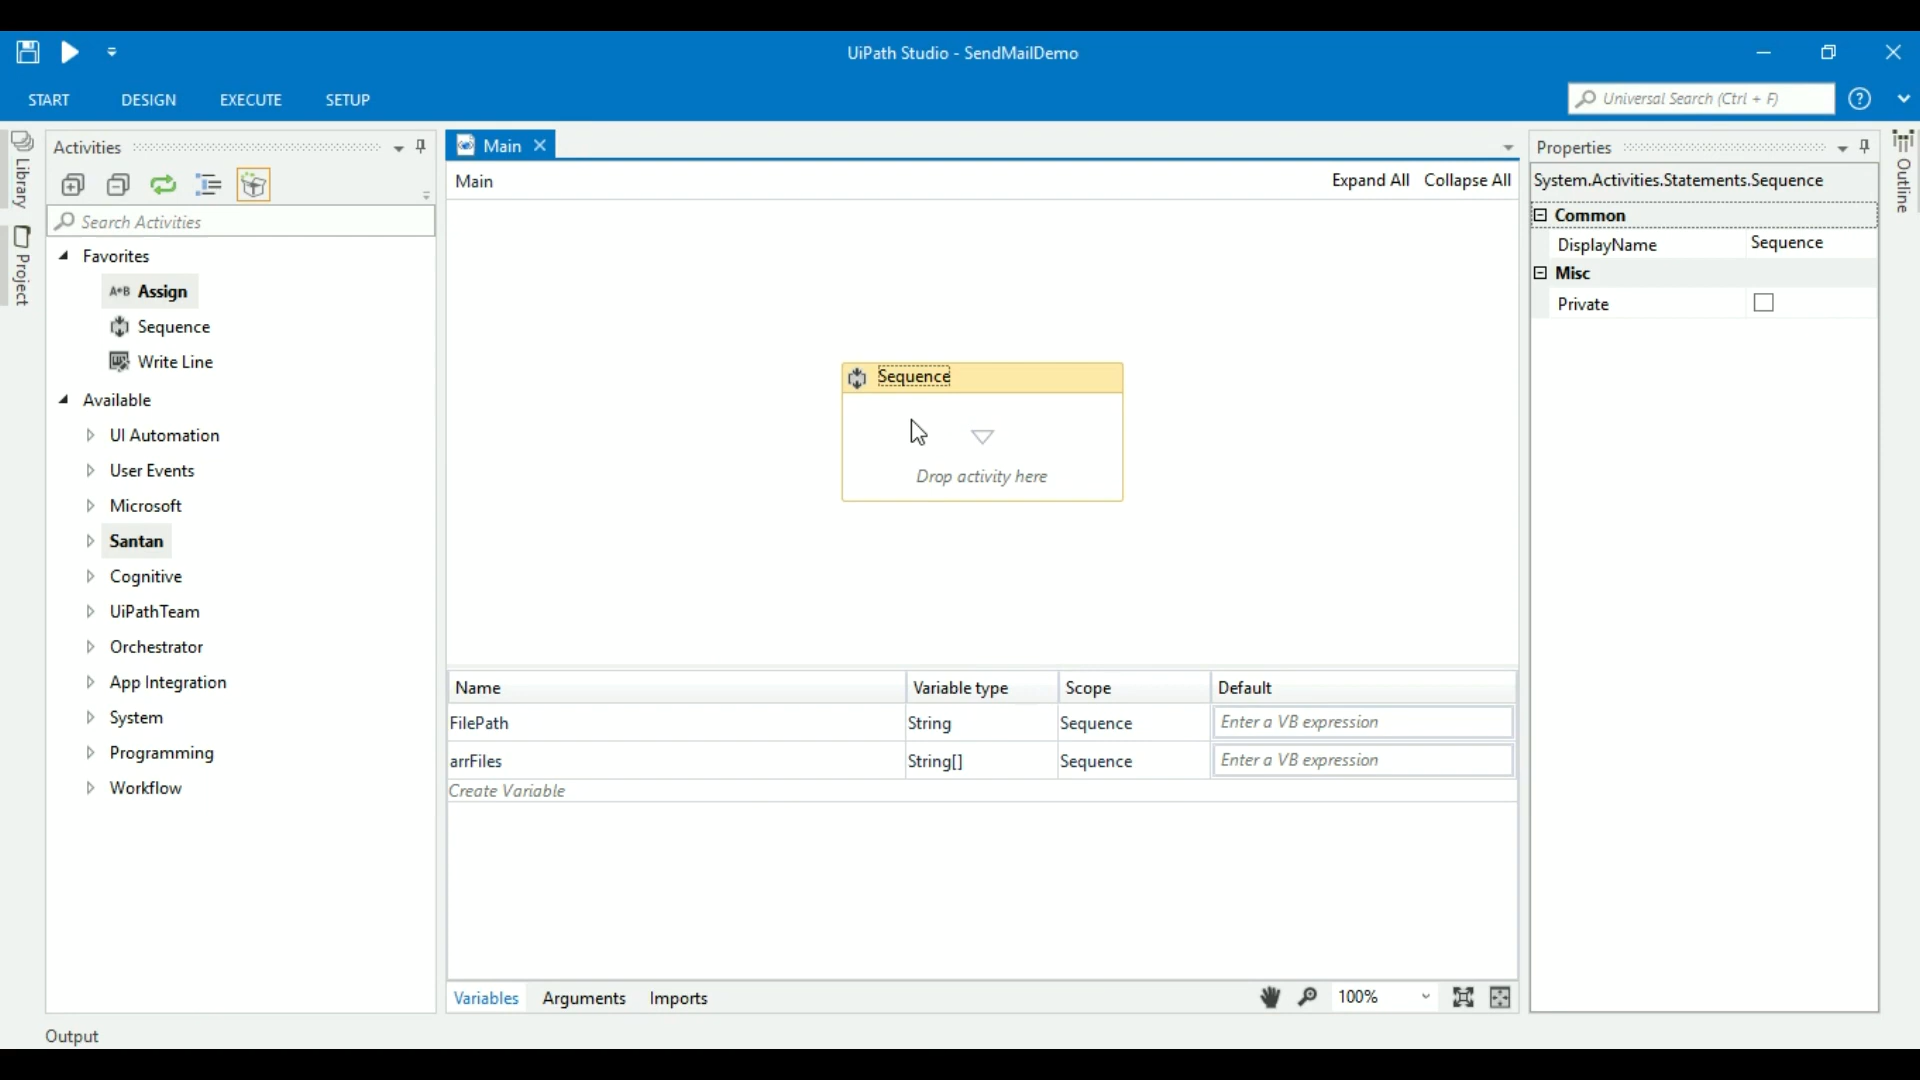 UiPath Studio - SendMailDemo
START DESIGN EXECUTE SETUP
Universal Search (Ctrl + F)
Library
Project
Activities
Search Activities
Favorites
A+B Assign
Sequence
Write Line
Available
UI Automation
User Events
Microsoft
Santan
Cognitive
UiPathTeam
Orchestrator
App Integration
System
Programming
Workflow
Main
Main Expand All Collapse All
Sequence
Drop activity here
Name Variable type Scope Default
FilePath String Sequence Enter a VB expression
arrFiles String[] Sequence Enter a VB expression
Create Variable
Variables Arguments Imports 100%
Properties
System.Activities.Statements.Sequence
Common
DisplayName Sequence
Misc
Private
Outline
Output